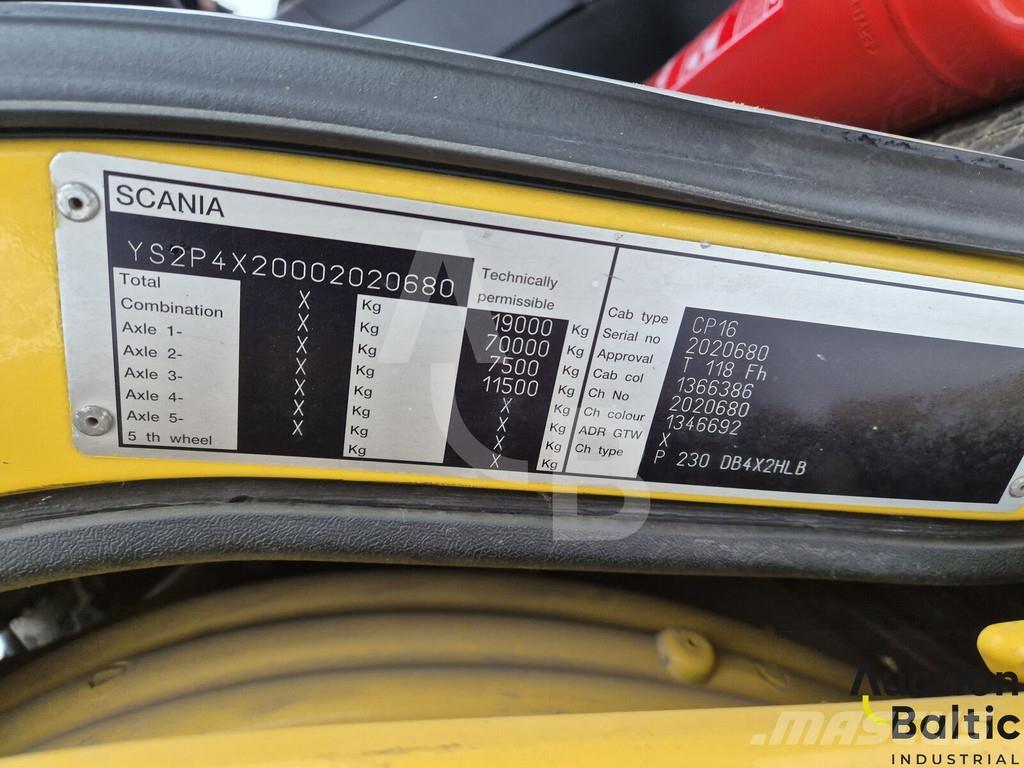 SCANIA
YS2P4X20002020680
Technically
permissible
Total X Kg 19000 Kg
Combination X Kg 70000 Kg
Axle 1- X Kg 7500 Kg
Axle 2- X Kg 11500 Kg
Axle 3- X Kg X Kg
Axle 4- X Kg X Kg
Axle 5- X Kg X Kg
5 th wheel X Kg X Kg
Cab type CP16
Serial no 2020680
Approval T 118 Fh
Cab col 1366386
Ch No 2020680
Ch colour 1346692
ADR GTW X
Ch type P 230 DB4X2HLB
A
C
B
Auction
Baltic
INDUSTRIAL